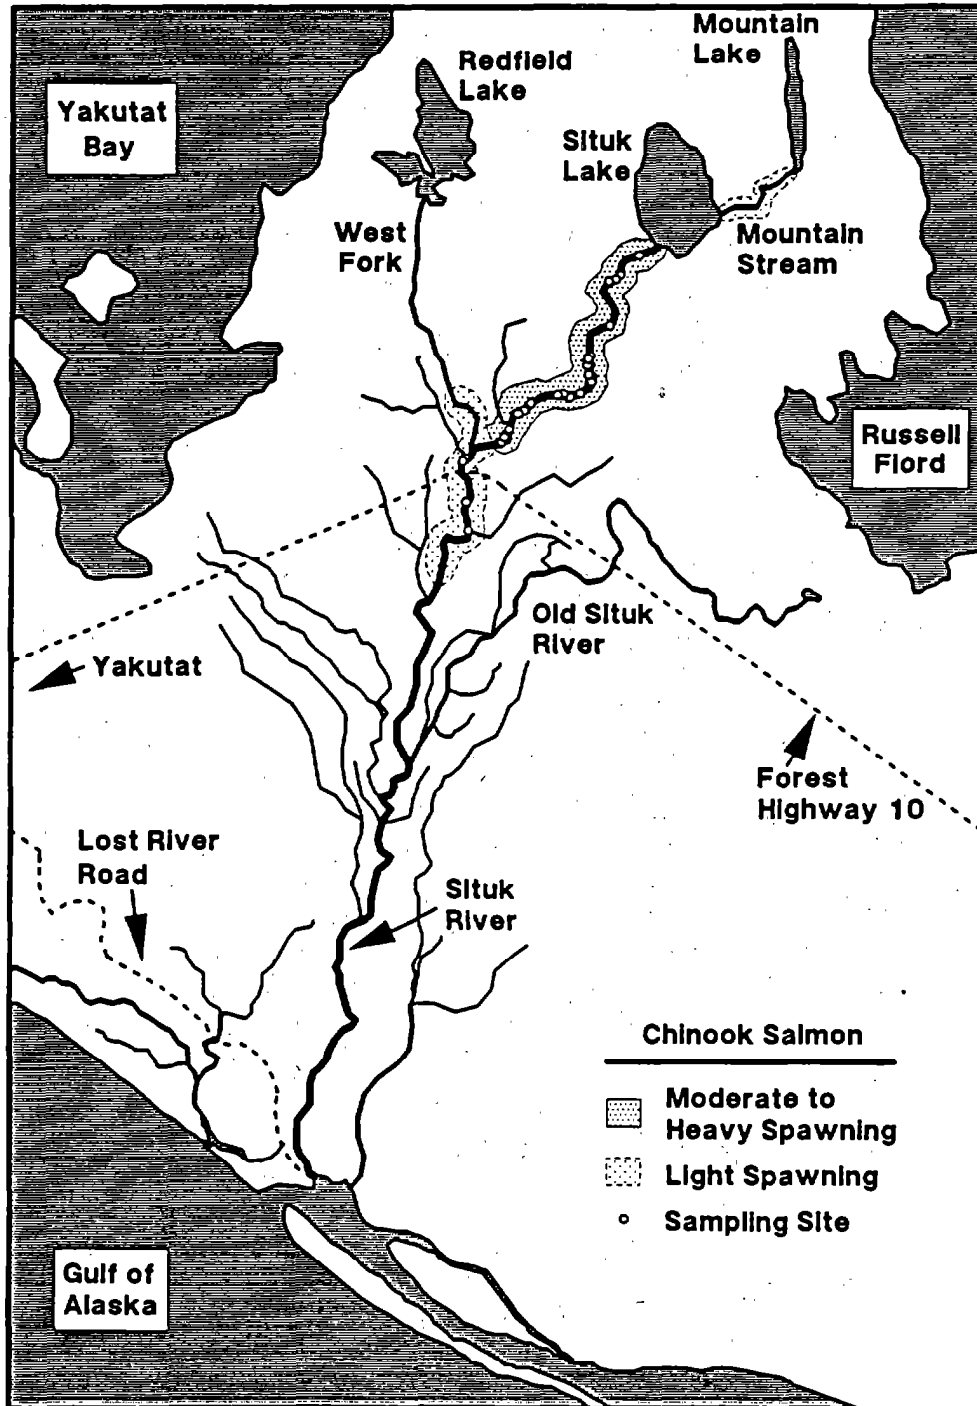 Mountain
Lake
Redfield
Lake
Yakutat
Bay
Situk
Lake
West
Fork
Mountain
Stream
Russell
Fiord
Old Situk
River
Yakutat
Forest
Highway 10
Lost River
Road
Situk
River
Chinook Salmon
Moderate to
Heavy Spawning
Light Spawning
Sampling Site
Gulf of
Alaska